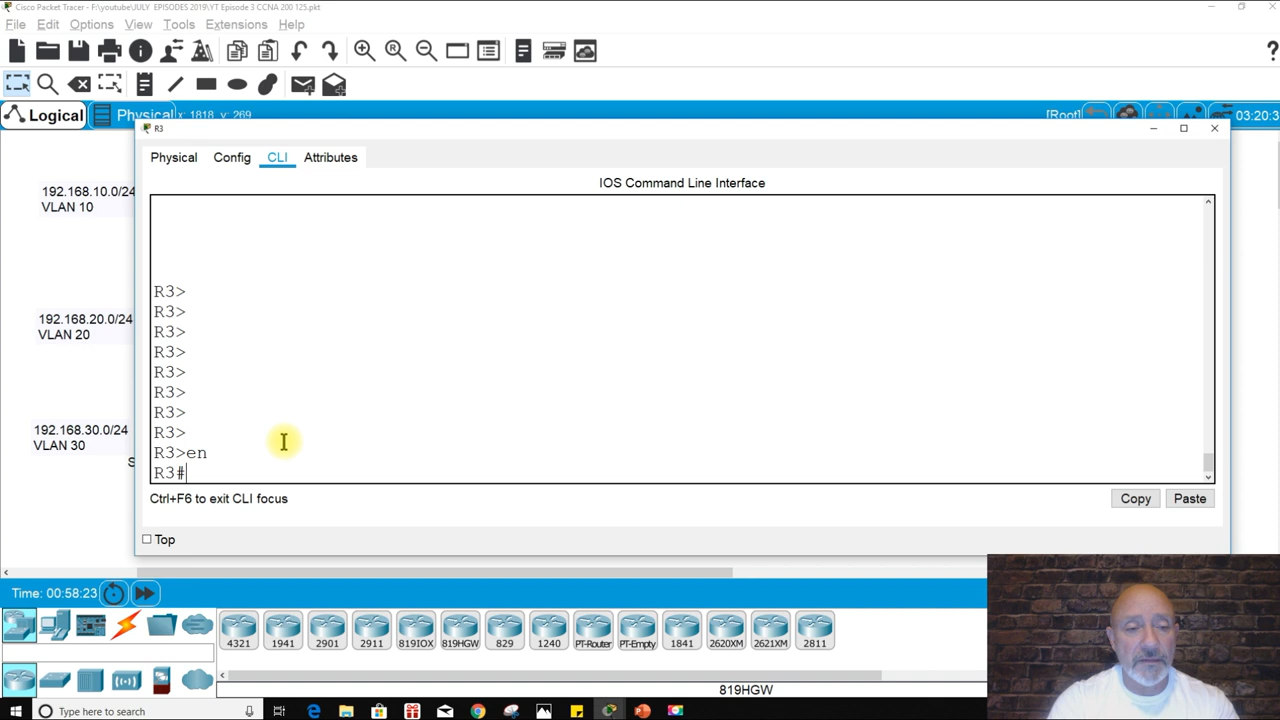 Cisco Packet Tracer - F:\youtube\JULY  EPISODES 2019\YT Episode 3 CCNA 200 125.pkt
File Edit Options View Tools Extensions Help
Logical Physical x: 1818, y: 269 [Root] 03:20:3
R3
Physical Config CLI Attributes
IOS Command Line Interface
192.168.10.0/24
VLAN 10
192.168.20.0/24
VLAN 20
192.168.30.0/24
VLAN 30
S
R3>
R3>
R3>
R3>
R3>
R3>
R3>
R3>
R3>en
R3#
Ctrl+F6 to exit CLI focus
Copy Paste
Top
Time: 00:58:23
4321 1941 2901 2911 819IOX 819HGW 829 1240 PT-Router PT-Empty 1841 2620XM 2621XM 2811
819HGW
Type here to search